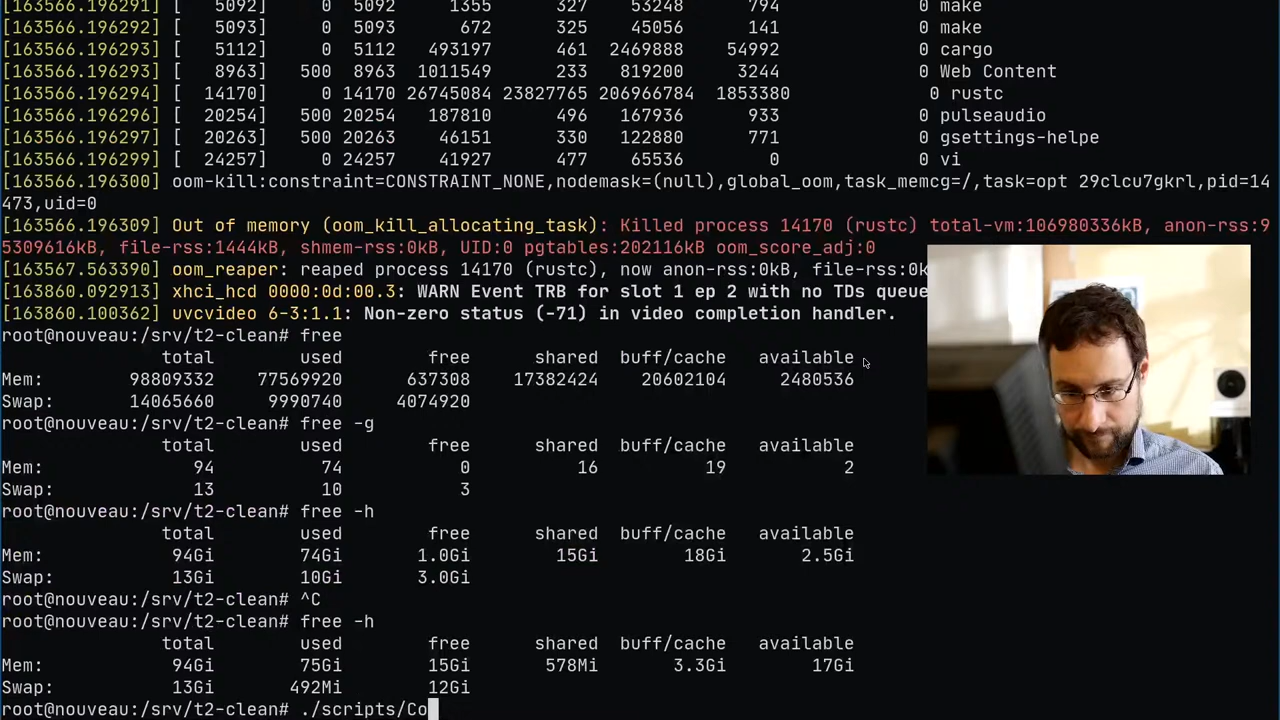 [163566.196291] [   5092]     0  5092     1355      327    53248      794             0 make
[163566.196292] [   5093]     0  5093      672      325    45056      141             0 make
[163566.196293] [   5112]     0  5112   493197      461  2469888    54992             0 cargo
[163566.196293] [   8963]   500  8963  1011549      233   819200     3244             0 Web Content
[163566.196294] [  14170]     0 14170 26745084 23827765 206966784  1853380             0 rustc
[163566.196296] [  20254]   500 20254   187810      496   167936      933             0 pulseaudio
[163566.196297] [  20263]   500 20263    46151      330   122880      771             0 gsettings-helpe
[163566.196299] [  24257]     0 24257    41927      477    65536        0             0 vi
[163566.196300] oom-kill:constraint=CONSTRAINT_NONE,nodemask=(null),global_oom,task_memcg=/,task=opt 29clcu7gkrl,pid=14
473,uid=0
[163566.196309] Out of memory (oom_kill_allocating_task): Killed process 14170 (rustc) total-vm:106980336kB, anon-rss:9
5309616kB, file-rss:1444kB, shmem-rss:0kB, UID:0 pgtables:202116kB oom_score_adj:0
[163567.563390] oom_reaper: reaped process 14170 (rustc), now anon-rss:0kB, file-rss:0k
[163860.092913] xhci_hcd 0000:0d:00.3: WARN Event TRB for slot 1 ep 2 with no TDs queue
[163860.100362] uvcvideo 6-3:1.1: Non-zero status (-71) in video completion handler.
root@nouveau:/srv/t2-clean# free
total used free shared buff/cache available
Mem: 98809332 77569920 637308 17382424 20602104 2480536
Swap: 14065660 9990740 4074920
root@nouveau:/srv/t2-clean# free -g
total used free shared buff/cache available
Mem: 94 74 0 16 19 2
Swap: 13 10 3
root@nouveau:/srv/t2-clean# free -h
total used free shared buff/cache available
Mem: 94Gi 74Gi 1.0Gi 15Gi 18Gi 2.5Gi
Swap: 13Gi 10Gi 3.0Gi
root@nouveau:/srv/t2-clean# ^C
root@nouveau:/srv/t2-clean# free -h
total used free shared buff/cache available
Mem: 94Gi 75Gi 15Gi 578Mi 3.3Gi 17Gi
Swap: 13Gi 492Mi 12Gi
root@nouveau:/srv/t2-clean# ./scripts/Co